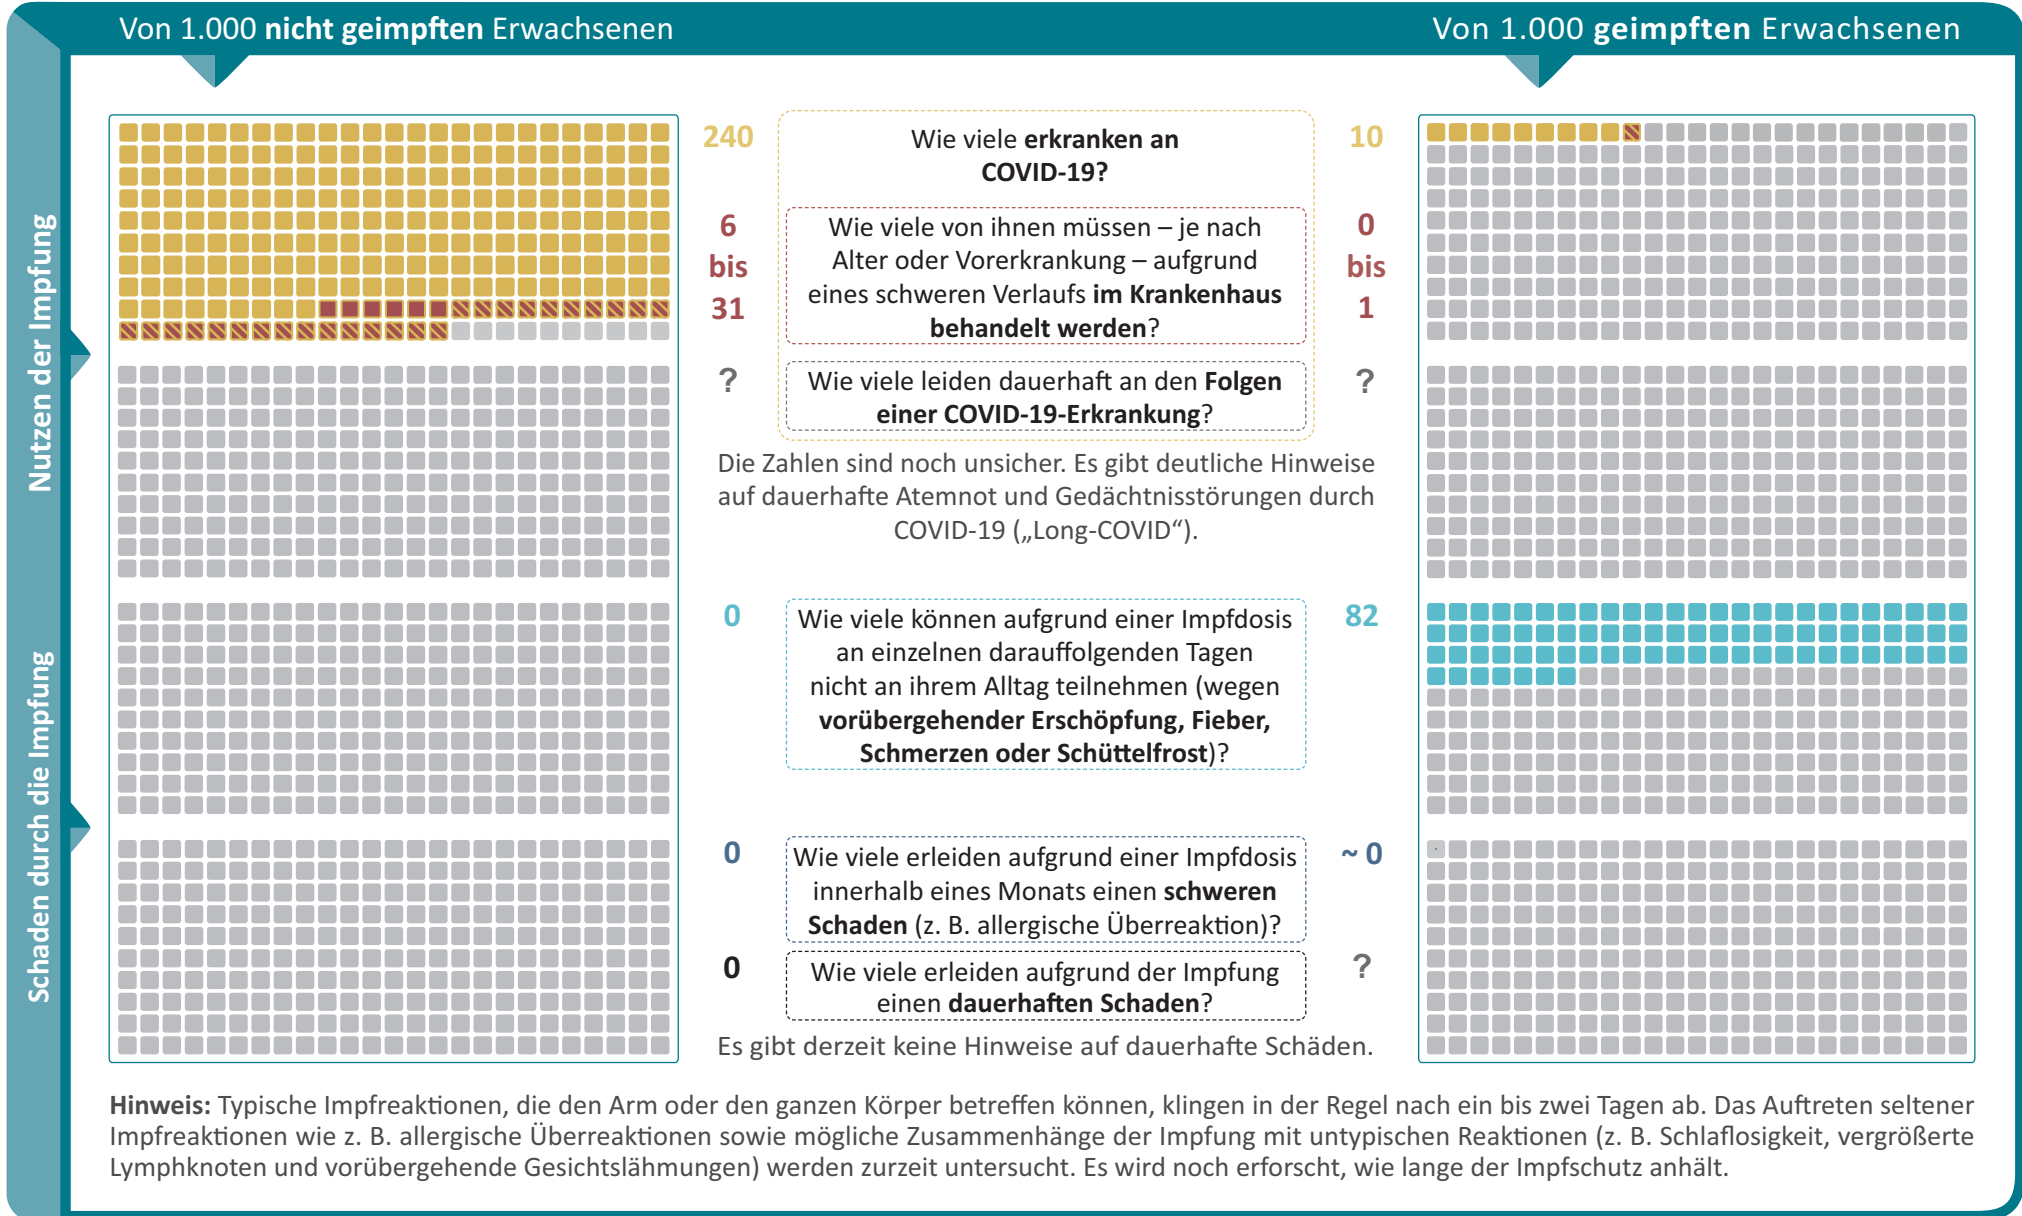 Von 1.000 nicht geimpften Erwachsenen
Von 1.000 geimpften Erwachsenen
Nutzen der Impfung
240
Wie viele erkranken an
COVID-19?
10
6
bis
31
Wie viele von ihnen müssen – je nach
Alter oder Vorerkrankung – aufgrund
eines schweren Verlaufs im Krankenhaus
behandelt werden?
0
bis
1
?
Wie viele leiden dauerhaft an den Folgen
einer COVID-19-Erkrankung?
?
Die Zahlen sind noch unsicher. Es gibt deutliche Hinweise
auf dauerhafte Atemnot und Gedächtnisstörungen durch
COVID-19 („Long-COVID“).
Schaden durch die Impfung
0
Wie viele können aufgrund einer Impfdosis
an einzelnen darauffolgenden Tagen
nicht an ihrem Alltag teilnehmen (wegen
vorübergehender Erschöpfung, Fieber,
Schmerzen oder Schüttelfrost)?
82
0
Wie viele erleiden aufgrund einer Impfdosis
innerhalb eines Monats einen schweren
Schaden (z. B. allergische Überreaktion)?
~ 0
0
Wie viele erleiden aufgrund der Impfung
einen dauerhaften Schaden?
?
Es gibt derzeit keine Hinweise auf dauerhafte Schäden.
Hinweis: Typische Impfreaktionen, die den Arm oder den ganzen Körper betreffen können, klingen in der Regel nach ein bis zwei Tagen ab. Das Auftreten seltener
Impfreaktionen wie z. B. allergische Überreaktionen sowie mögliche Zusammenhänge der Impfung mit untypischen Reaktionen (z. B. Schlaflosigkeit, vergrößerte
Lymphknoten und vorübergehende Gesichtslähmungen) werden zurzeit untersucht. Es wird noch erforscht, wie lange der Impfschutz anhält.